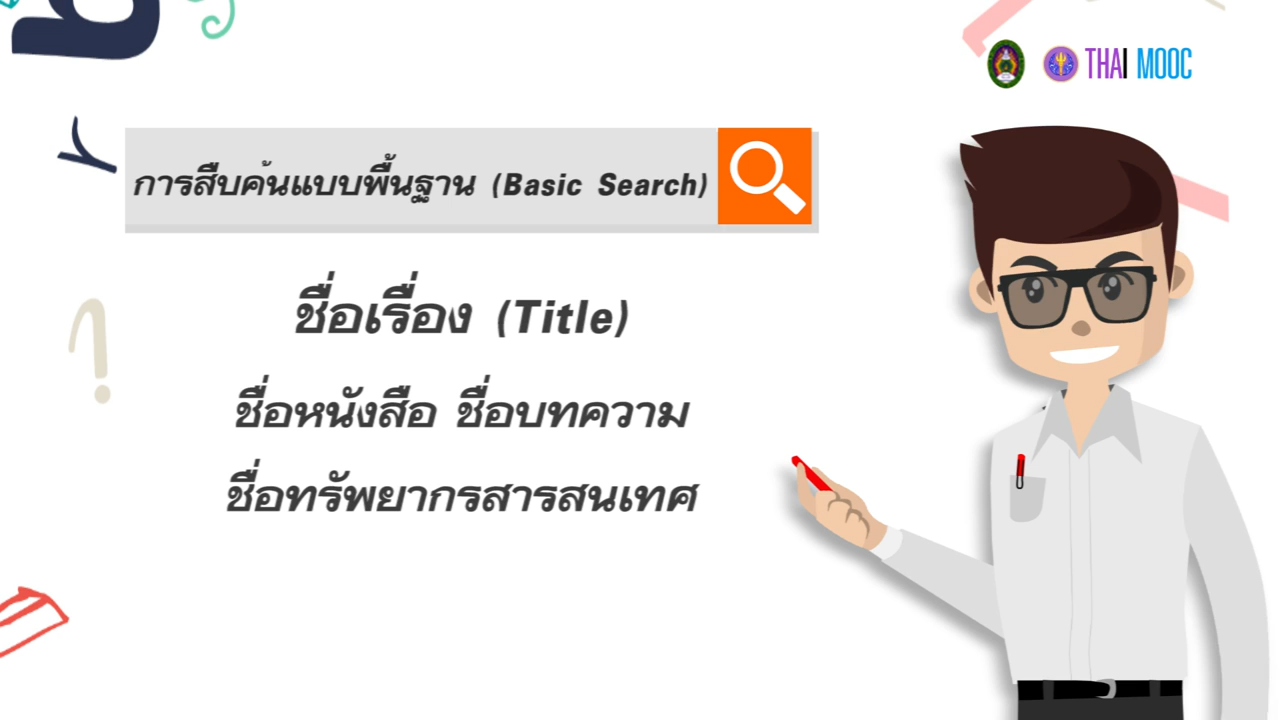 THAI MOOC
การสืบค้นแบบพื้นฐาน (Basic Search)
ชื่อเรื่อง (Title)
ชื่อหนังสือ ชื่อบทความ
ชื่อทรัพยากรสารสนเทศ